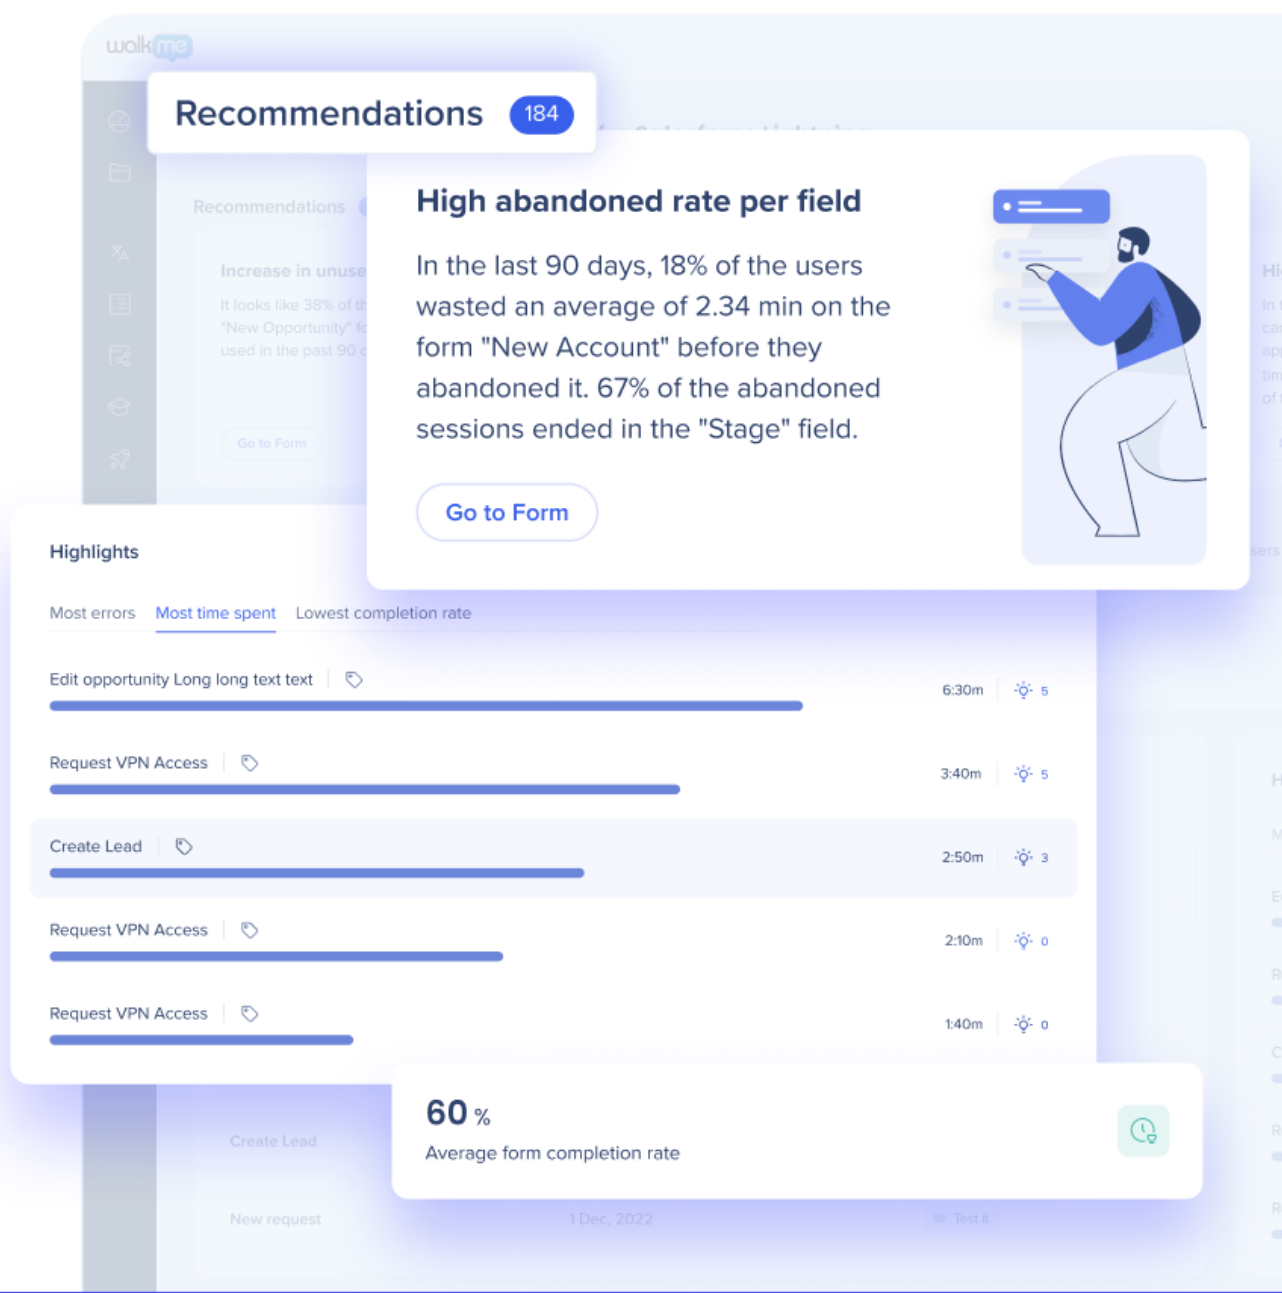 walkme
Recommendations 184
Recommendations
High abandoned rate per field
In the last 90 days, 18% of the users
wasted an average of 2.34 min on the
form "New Account" before they
abandoned it. 67% of the abandoned
sessions ended in the "Stage" field.
Go to Form
Increase in
It looks like 38% of
"New Opportunity"
used in the past 90
Go to Form
Highlights
Most errors Most time spent Lowest completion rate
Edit opportunity Long long text text 6:30m 5
Request VPN Access 3:40m 5
Create Lead 2:50m 3
Request VPN Access 2:10m 0
Request VPN Access 1:40m 0
60 %
Average form completion rate
Create Lead
New request 1 Dec, 2022 Test it